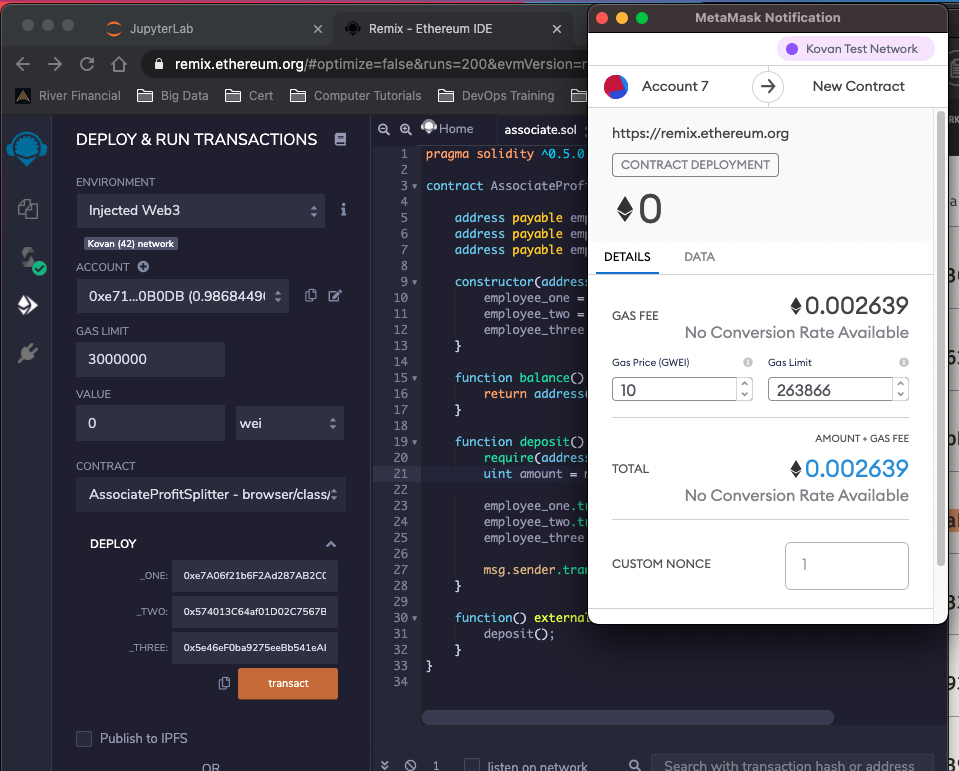 JupyterLab
Remix - Ethereum IDE
remix.ethereum.org/#optimize=false&runs=200&evmVersion=
River Financial
Big Data
Cert
Computer Tutorials
DevOps Training
DEPLOY & RUN TRANSACTIONS
ENVIRONMENT
Injected Web3
i
Kovan (42) network
ACCOUNT
0xe71...0B0DB (0.9868449
GAS LIMIT
3000000
VALUE
0
wei
CONTRACT
AssociateProfitSplitter - browser/class/
DEPLOY
_ONE:
0xe7A06f21b6F2Ad287AB2C
_TWO:
0x574013C64af01D02C7567B
_THREE:
0x5e46eF0ba9275eeBb541eA
transact
Publish to IPFS
OR
Home
associate.sol
1 pragma solidity ^0.5.0
2
3 contract AssociateProf
4
5 address payable emp
6 address payable emp
7 address payable emp
8
9 constructor(addres
10 employee_one =
11 employee_two =
12 employee_three
13 }
14
15 function balance()
16 return address(
17 }
18
19 function deposit()
20 require(addres
21 uint amount =
22
23 employee_one.t
24 employee_two.t
25 employee_three
26
27 msg.sender.tra
28 }
29
30 function() external
31 deposit();
32 }
33 }
34
1
listen on network
Search with transaction hash or address
MetaMask Notification
Kovan Test Network
Account 7
New Contract
https://remix.ethereum.org
CONTRACT DEPLOYMENT
0
DETAILS
DATA
GAS FEE
0.002639
No Conversion Rate Available
Gas Price (GWEI)
Gas Limit
10
263866
AMOUNT + GAS FEE
TOTAL
0.002639
No Conversion Rate Available
CUSTOM NONCE
1